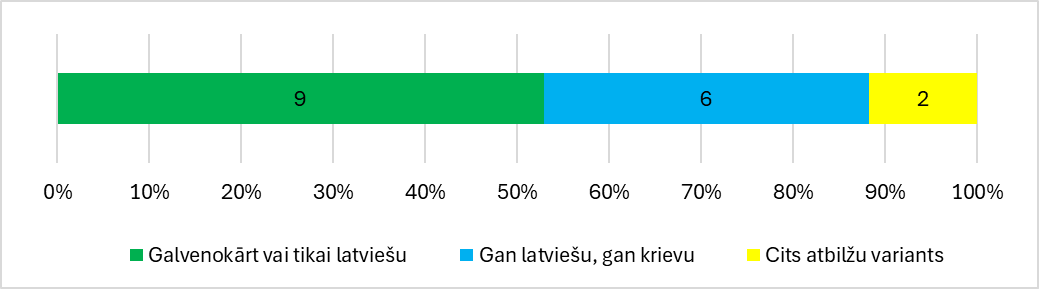 9 6 2
0% 10% 20% 30% 40% 50% 60% 70% 80% 90% 100%
Galvenokārt vai tikai latviešu Gan latviešu, gan krievu Cits atbilžu variants